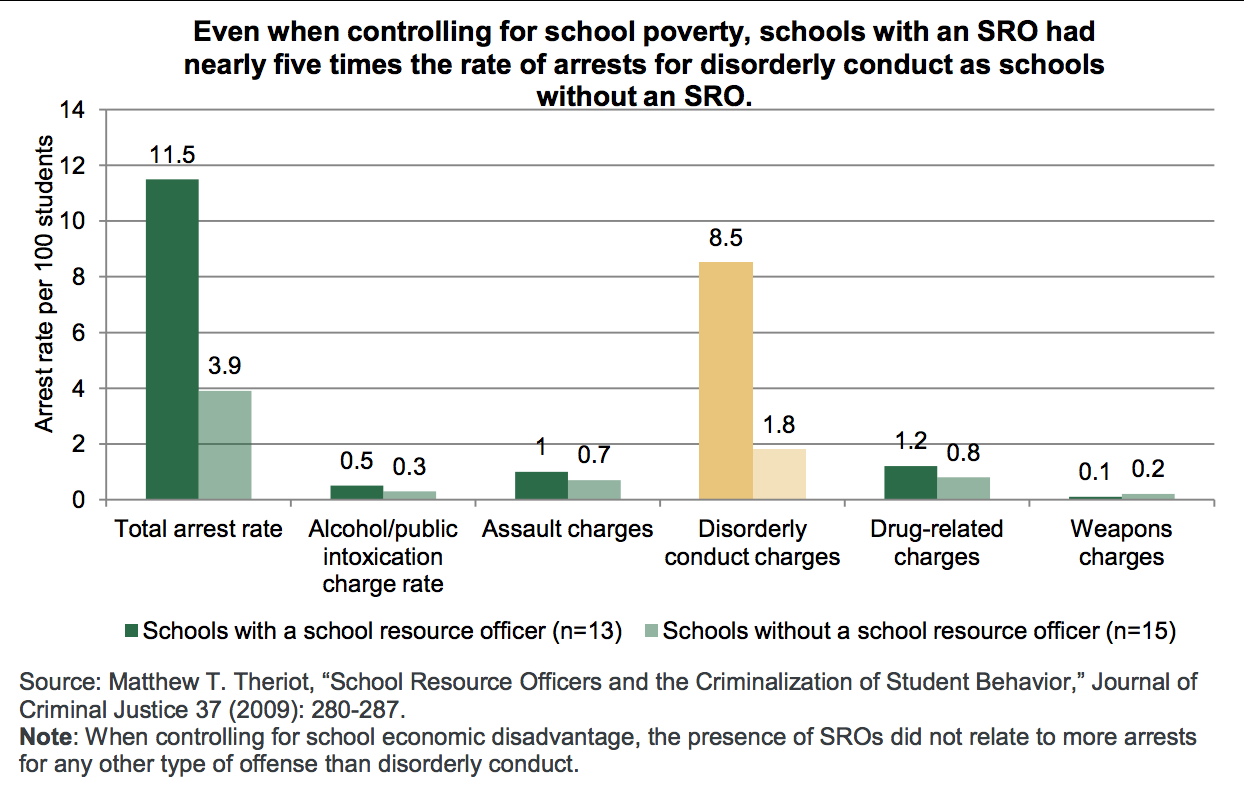 Even when controlling for school poverty, schools with an SRO had
nearly five times the rate of arrests for disorderly conduct as schools
without an SRO.
Arrest rate per 100 students
14
12
10
8
6
4
2
0
11.5
3.9
0.5
0.3
1
0.7
8.5
1.8
1.2
0.8
0.1
0.2
Total arrest rate
Alcohol/public
intoxication
charge rate
Assault charges
Disorderly
conduct charges
Drug-related
charges
Weapons
charges
Schools with a school resource officer (n=13)
Schools without a school resource officer (n=15)
Source: Matthew T. Theriot, “School Resource Officers and the Criminalization of Student Behavior,” Journal of
Criminal Justice 37 (2009): 280-287.
Note: When controlling for school economic disadvantage, the presence of SROs did not relate to more arrests
for any other type of offense than disorderly conduct.